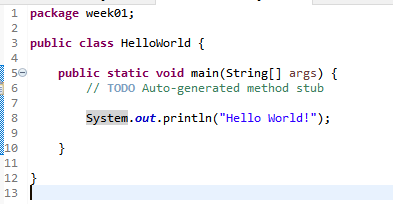 1 package week01;
2
3 public class HelloWorld {
4
5 public static void main(String[] args) {
6 // TODO Auto-generated method stub
7
8 System.out.println("Hello World!");
9
10 }
11
12 }
13